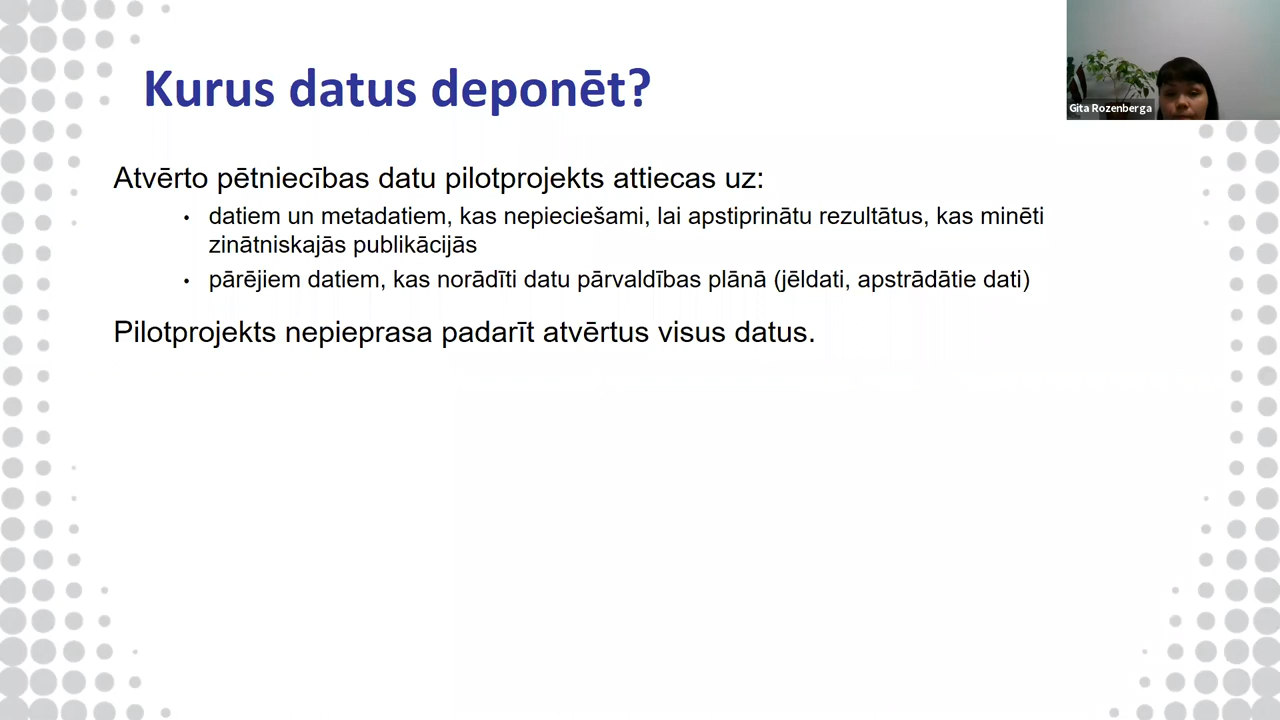 Kurus datus deponēt?
Gita Rozenberga
Atvērto pētniecības datu pilotprojekts attiecas uz:
• datiem un metadatiem, kas nepieciešami, lai apstiprinātu rezultātus, kas minēti
zinātniskajās publikācijās
• pārējiem datiem, kas norādīti datu pārvaldības plānā (jēldati, apstrādātie dati)
Pilotprojekts nepieprasa padarīt atvērtus visus datus.